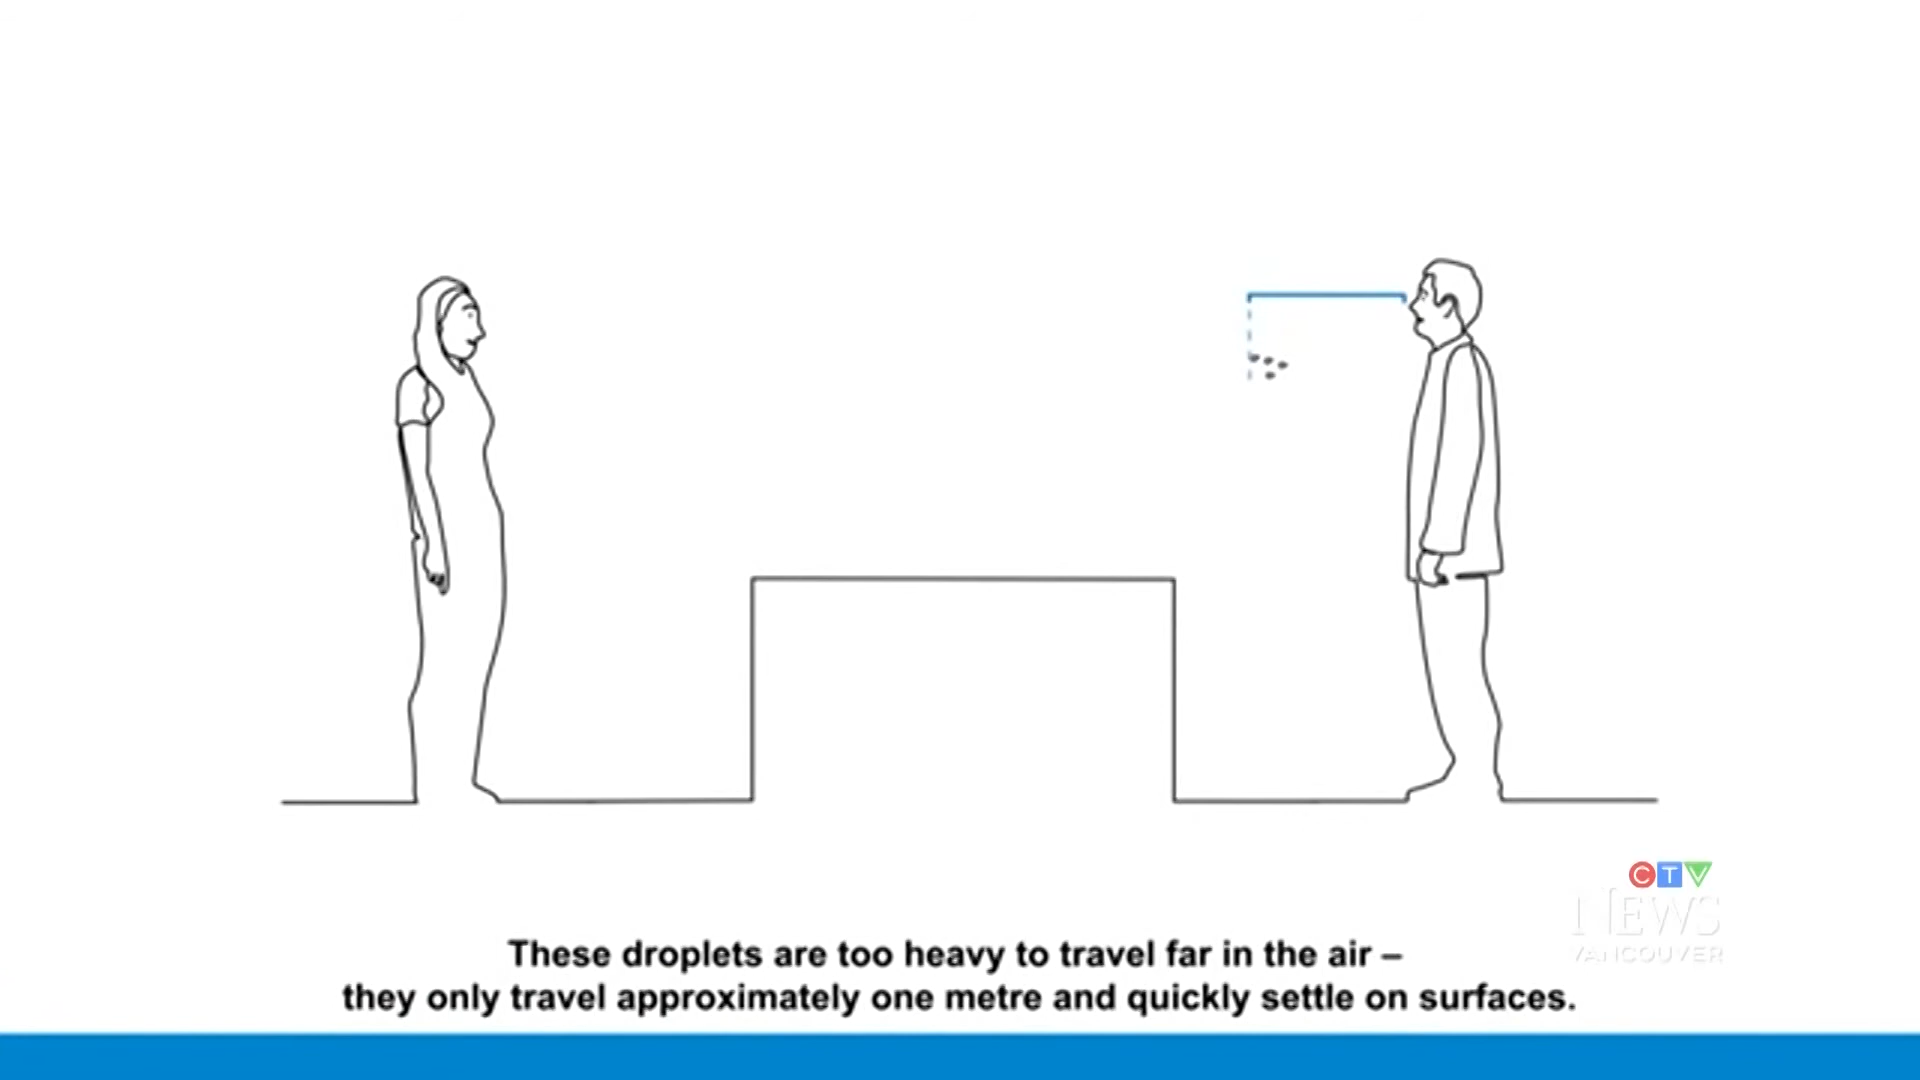 CTV
NEWS
VANCOUVER
These droplets are too heavy to travel far in the air –
they only travel approximately one metre and quickly settle on surfaces.